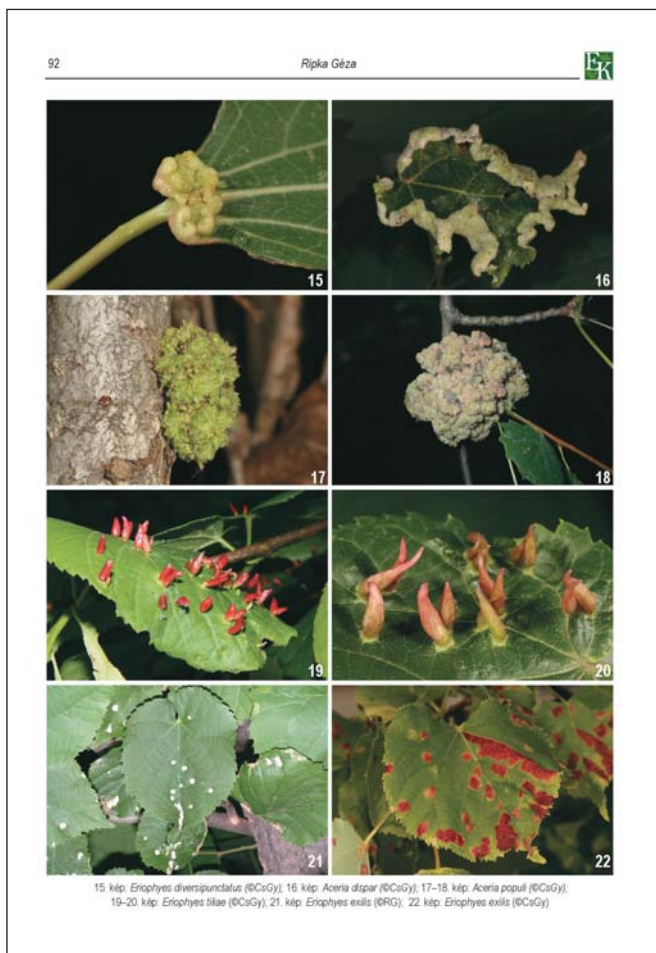 92
Ripka Géza
EK
15
16
17
18
19
20
21
22
15. kép: Eriophyes diversipunctatus (©CsGy); 16. kép: Aceria dispar (©CsGy); 17–18. kép: Aceria populi (©CsGy);
19–20. kép: Eriophyes tiliae (©CsGy); 21. kép: Eriophyes exilis (©RG); 22. kép: Eriophyes exilis (©CsGy)